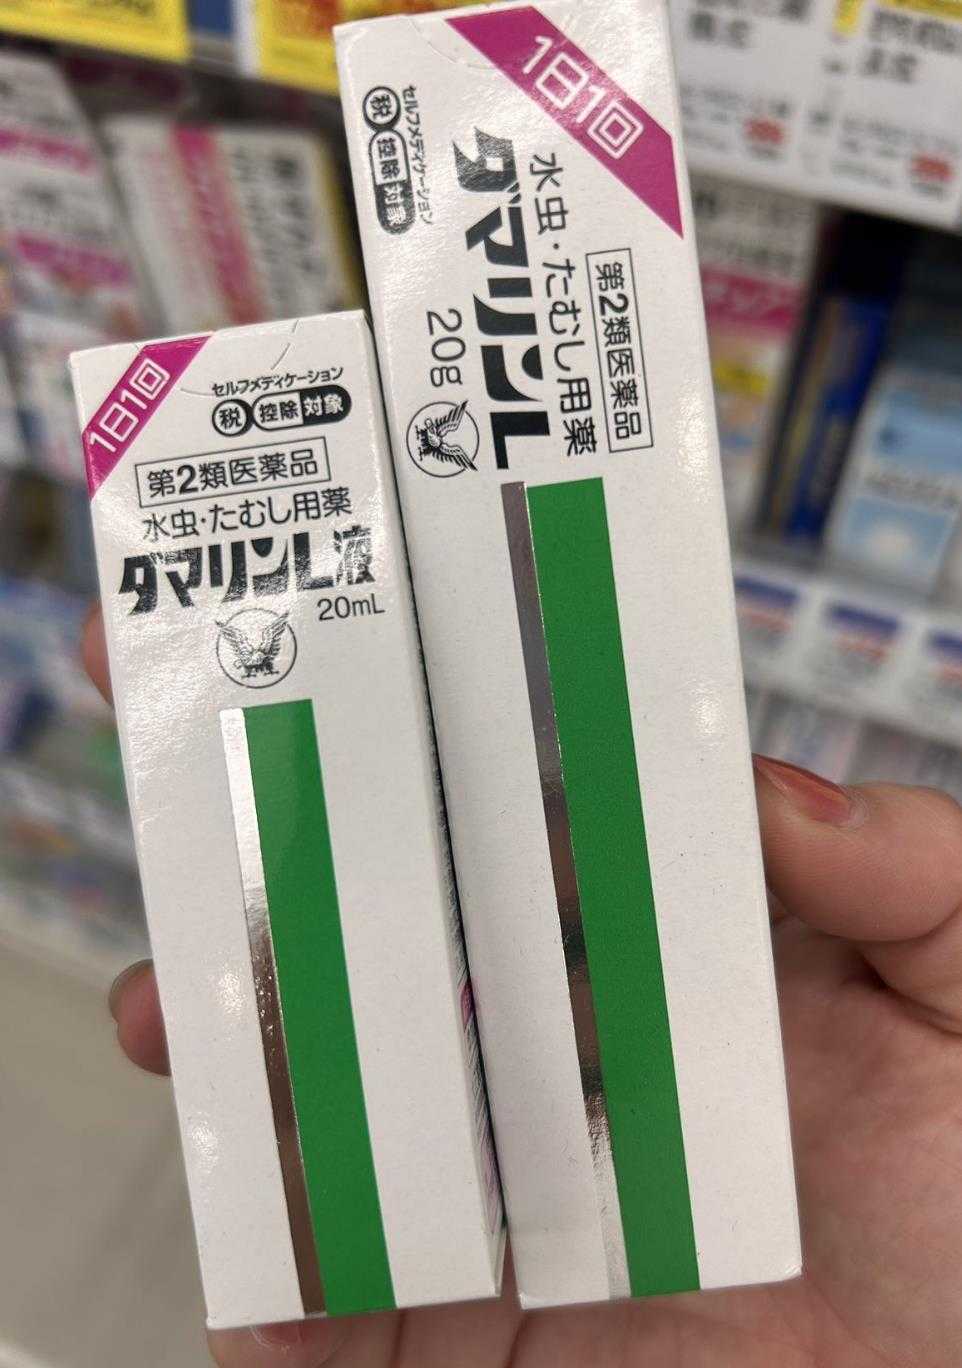 1日1回
セルフメディケーション
税 控除 対象
第2類医薬品
水虫・たむし用薬
ダマリンL液
20mL
1日1回
セルフメディケーション
税 控除 対象
第2類医薬品
水虫・たむし用薬
ダマリンL
20g